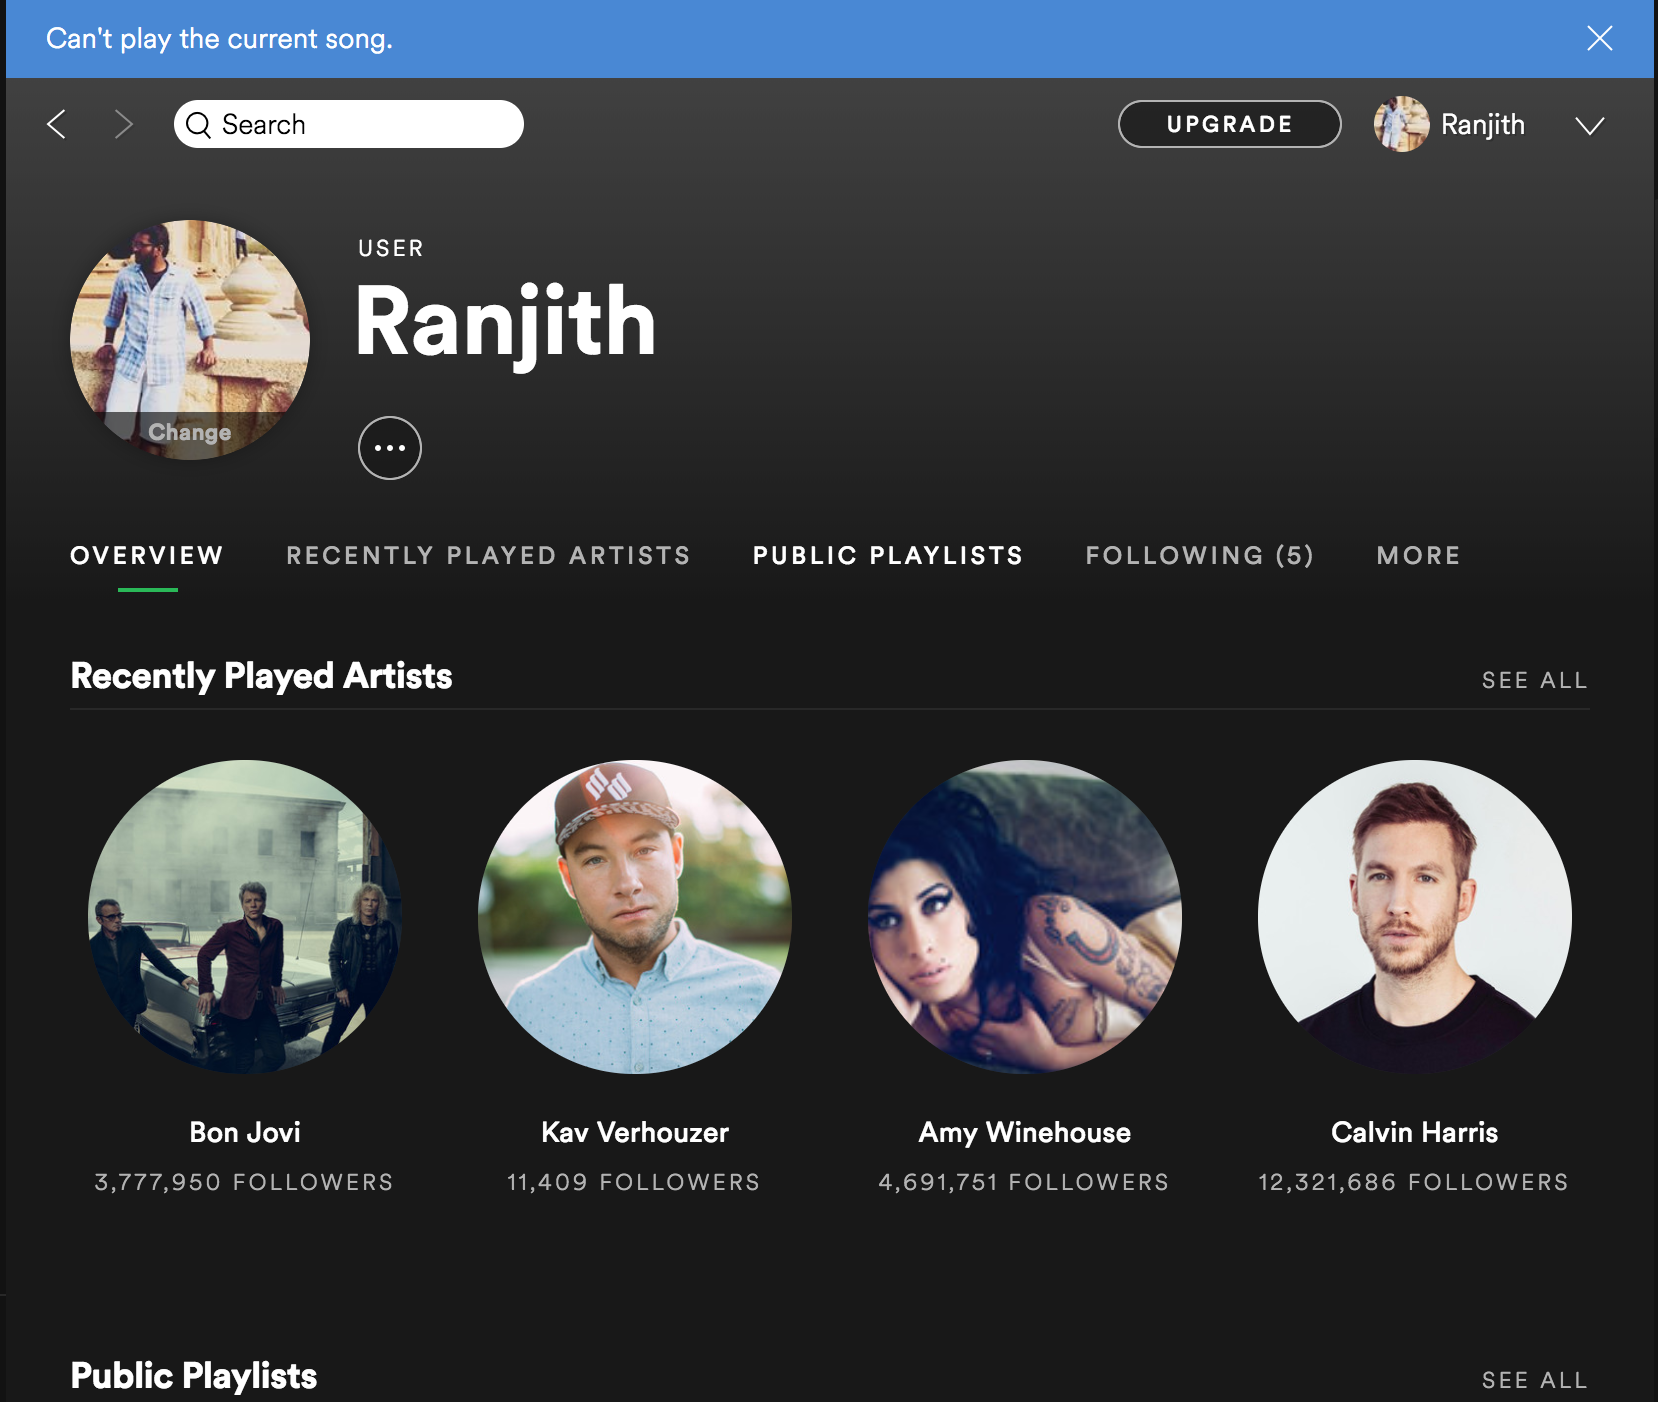 Can't play the current song.
Search
UPGRADE
Ranjith
USER
Ranjith
Change
OVERVIEW RECENTLY PLAYED ARTISTS PUBLIC PLAYLISTS FOLLOWING (5) MORE
Recently Played Artists SEE ALL
Bon Jovi
3,777,950 FOLLOWERS
Kav Verhouzer
11,409 FOLLOWERS
Amy Winehouse
4,691,751 FOLLOWERS
Calvin Harris
12,321,686 FOLLOWERS
Public Playlists SEE ALL